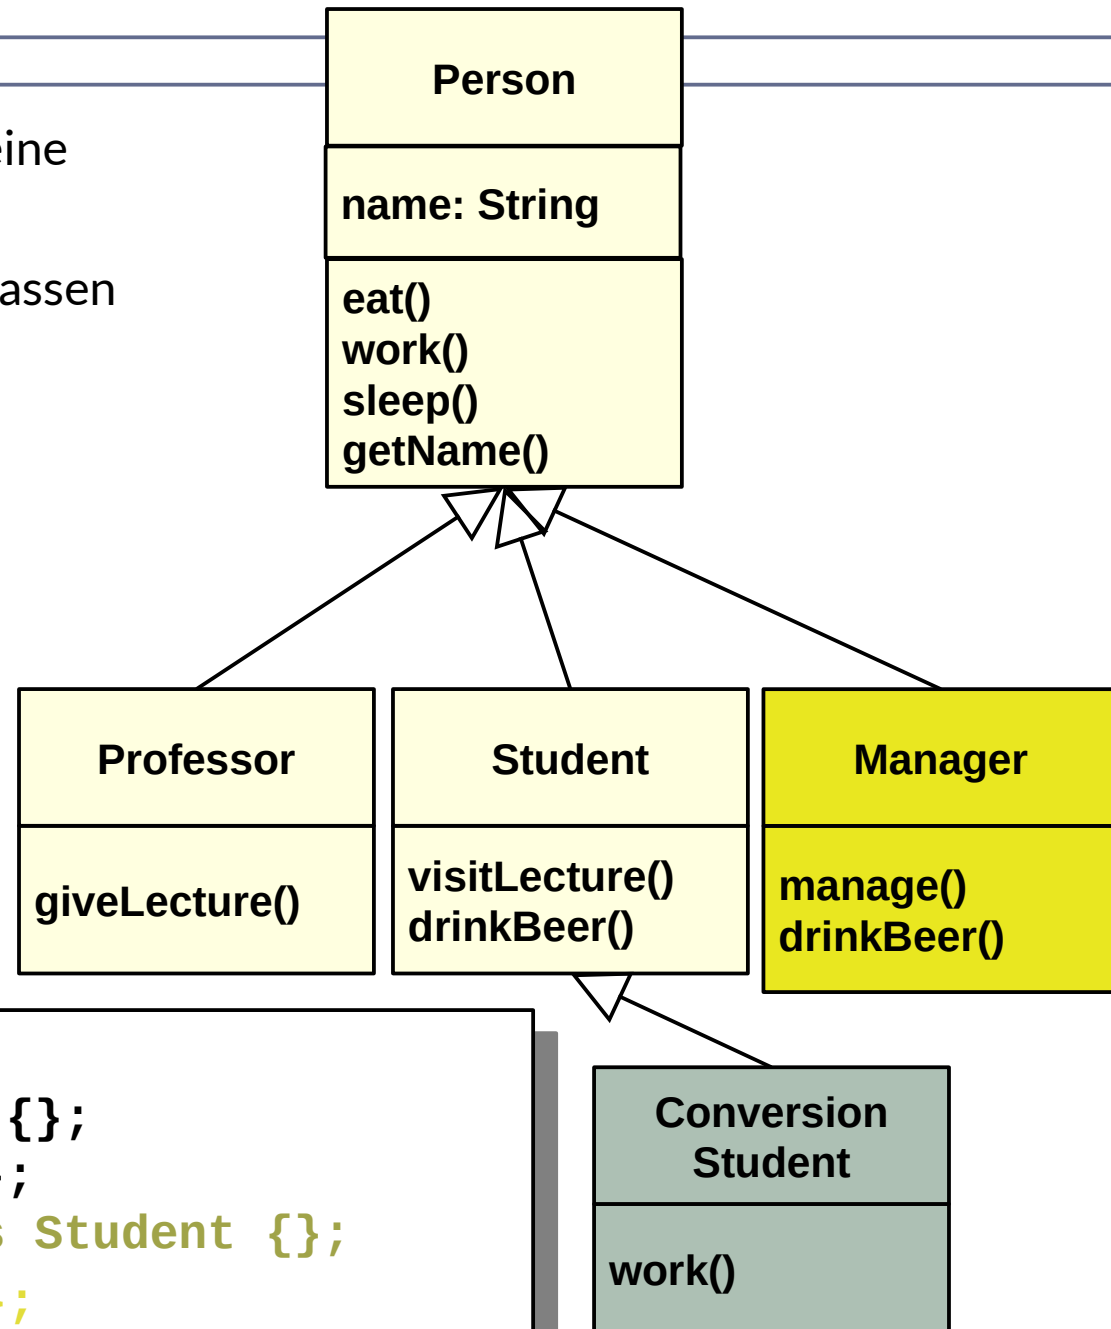 Person
eine
name: String
assen
eat()
work()
sleep()
getName()
Professor
Student
Manager
giveLecture()
visitLecture()
drinkBeer()
manage()
drinkBeer()
Conversion
Student
work()
{};
};
s Student {};
};